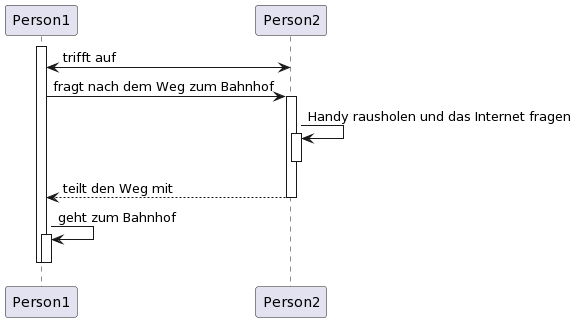 Person1
Person2
trifft auf
fragt nach dem Weg zum Bahnhof
Handy rausholen und das Internet fragen
teilt den Weg mit
geht zum Bahnhof
Person1
Person2